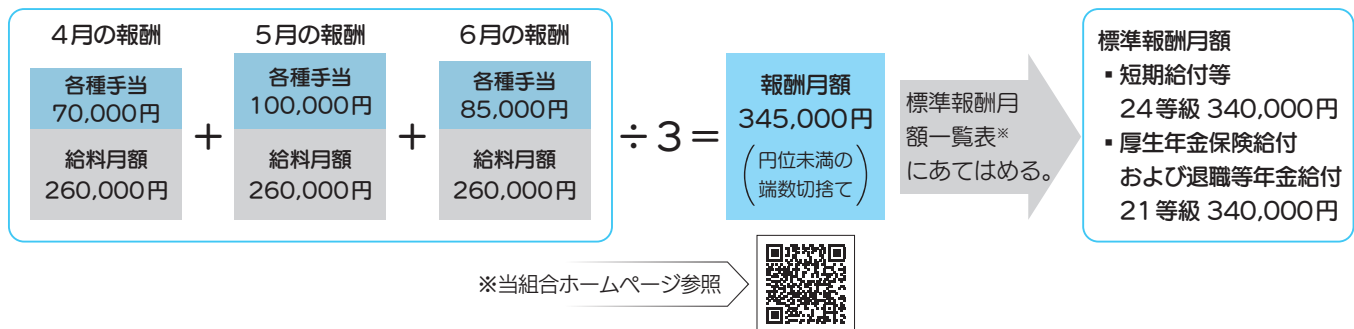 4月の報酬
各種手当
70,000円
給料月額
260,000円
+
5月の報酬
各種手当
100,000円
給料月額
260,000円
+
6月の報酬
各種手当
85,000円
給料月額
260,000円
÷3=
報酬月額
345,000円
(円位未満の
端数切捨て)
標準報酬月
額一覧表※
にあてはめる。
標準報酬月額
▪短期給付等
24等級 340,000円
▪厚生年金保険給付
および退職等年金給付
21等級 340,000円
※当組合ホームページ参照